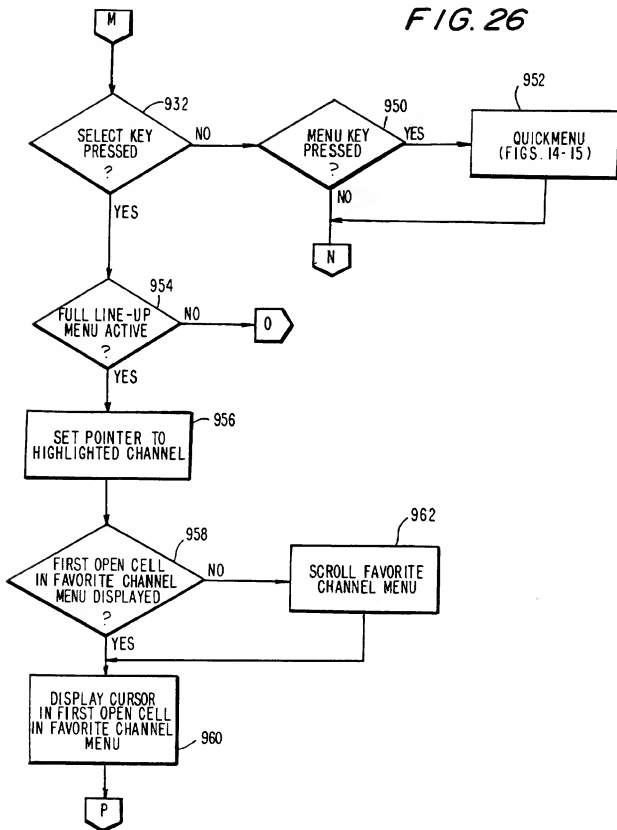 FIG. 26
M
932
SELECT KEY
PRESSED
?
NO
YES
950
MENU KEY
PRESSED
?
YES
NO
952
QUICKMENU
(FIGS. 14-15)
N
954
FULL LINE-UP
MENU ACTIVE
?
NO
O
YES
956
SET POINTER TO
HIGHLIGHTED CHANNEL
958
FIRST OPEN CELL
IN FAVORITE CHANNEL
MENU DISPLAYED
?
NO
YES
962
SCROLL FAVORITE
CHANNEL MENU
DISPLAY CURSOR
IN FIRST OPEN CELL
IN FAVORITE CHANNEL
MENU
960
P